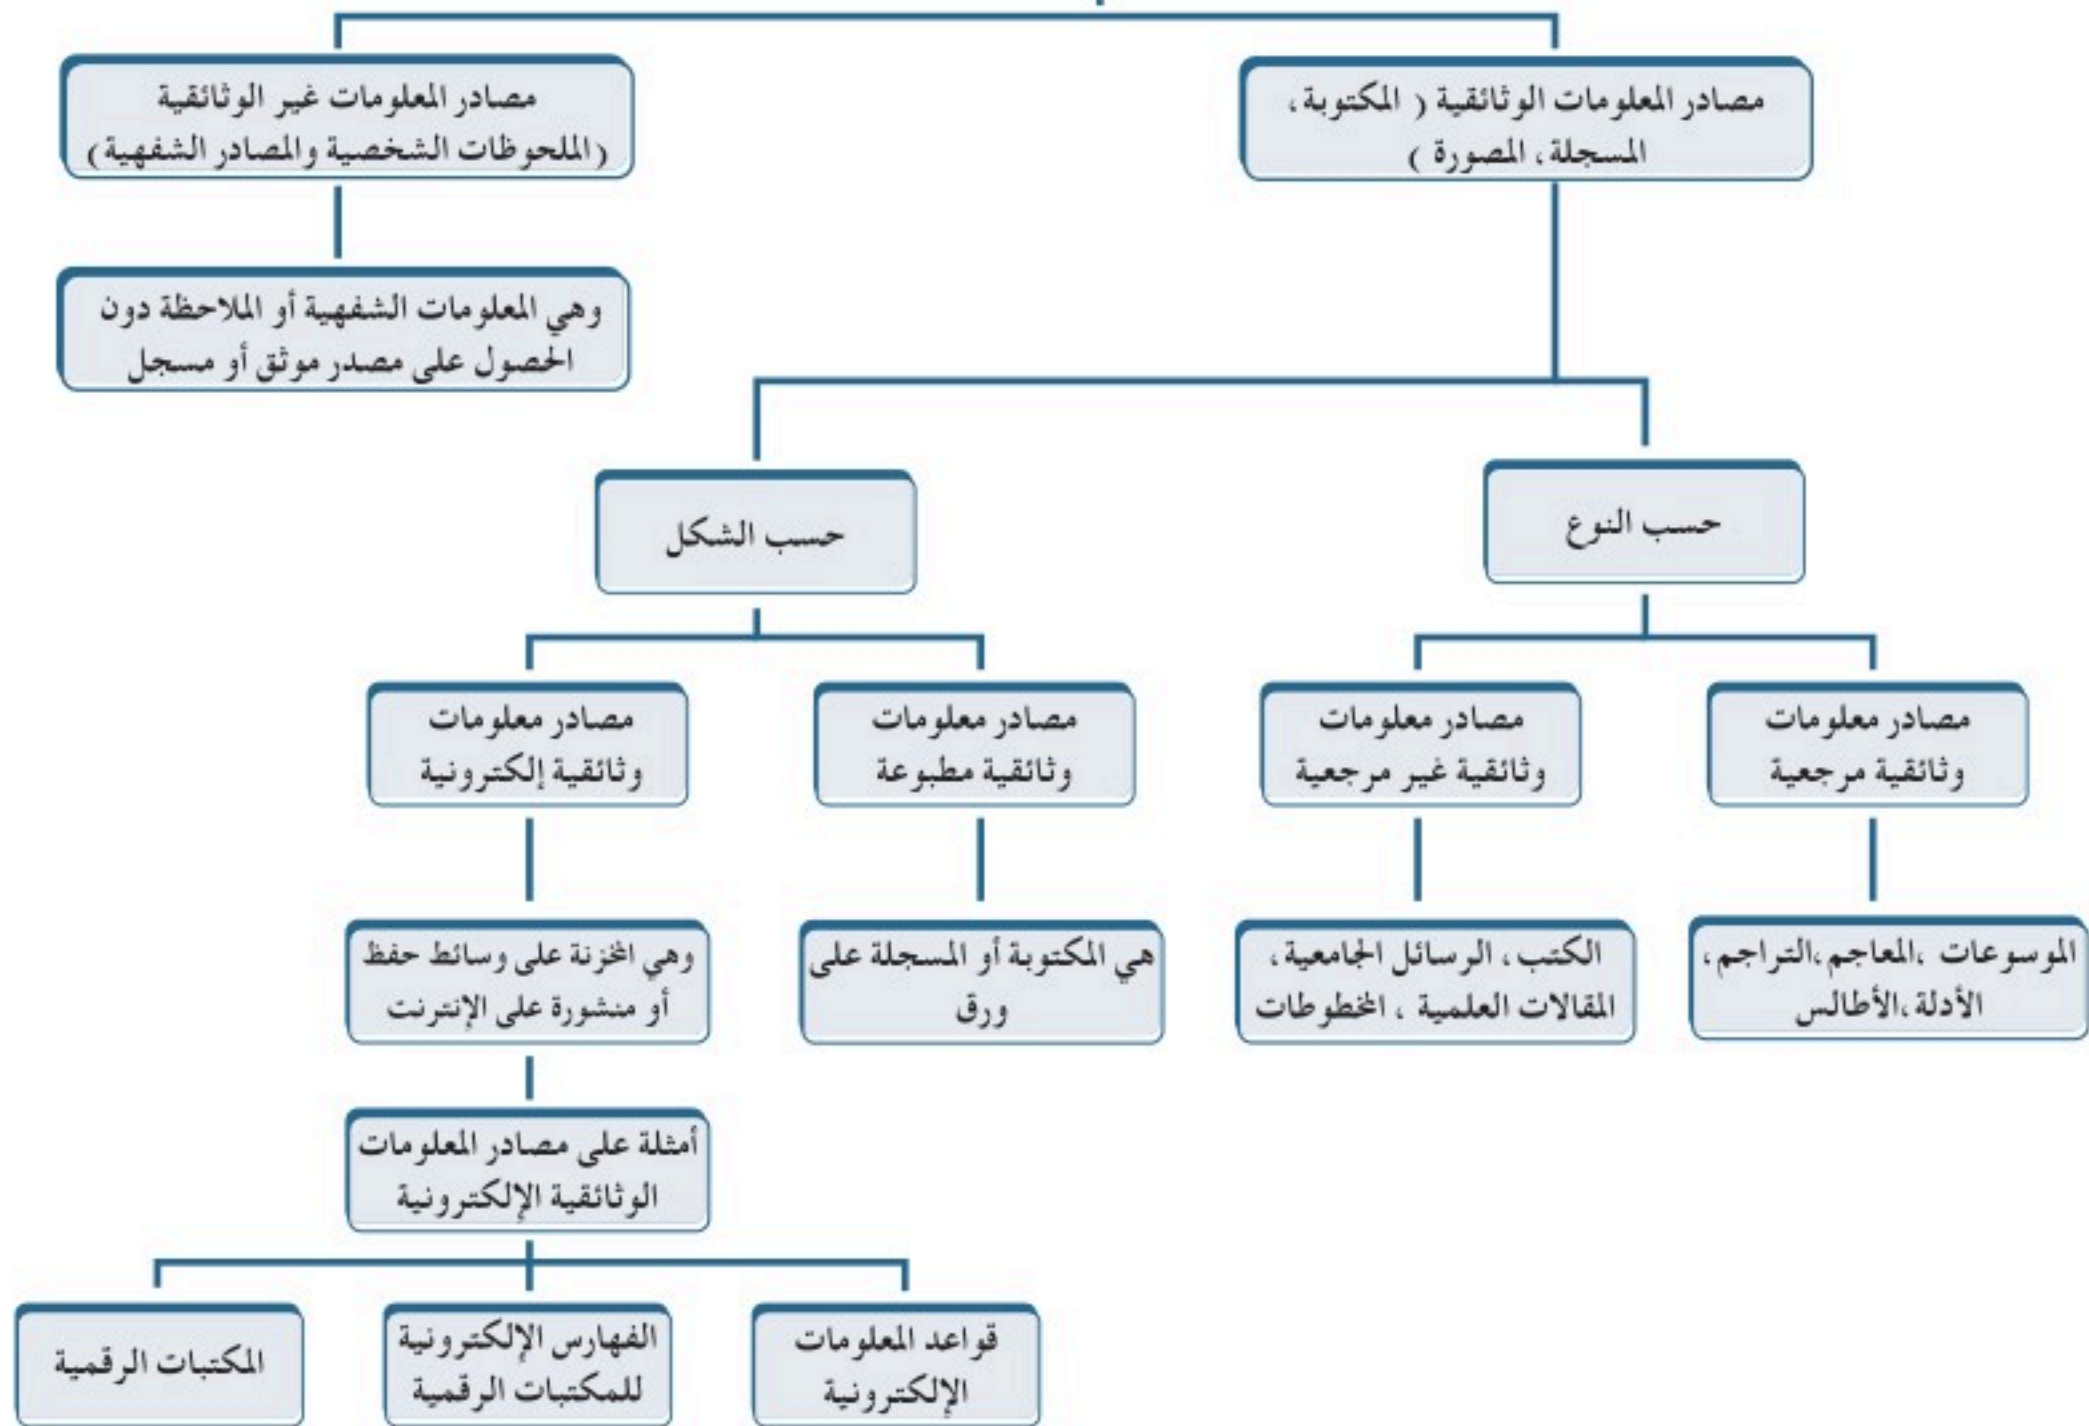 مصادر المعلومات الوثائقية ( المكتوبة،
المسجلة، المصورة )
مصادر المعلومات غير الوثائقية
(الملحوظات الشخصية والمصادر الشفهية)
وهي المعلومات الشفهية أو الملاحظة دون
الحصول على مصدر موثق أو مسجل
حسب النوع
حسب الشكل
مصادر معلومات
وثائقية مرجعية
مصادر معلومات
وثائقية غير مرجعية
مصادر معلومات
وثائقية مطبوعة
مصادر معلومات
وثائقية إلكترونية
الموسوعات ،المعاجم،التراجم،
الأدلة،الأطالس
الكتب، الرسائل الجامعية،
المقالات العلمية ، المخطوطات
هي المكتوبة أو المسجلة على
ورق
وهي المخزنة على وسائط حفظ
أو منشورة على الإنترنت
أمثلة على مصادر المعلومات
الوثائقية الإلكترونية
قواعد المعلومات
الإلكترونية
الفهارس الإلكترونية
للمكتبات الرقمية
المكتبات الرقمية